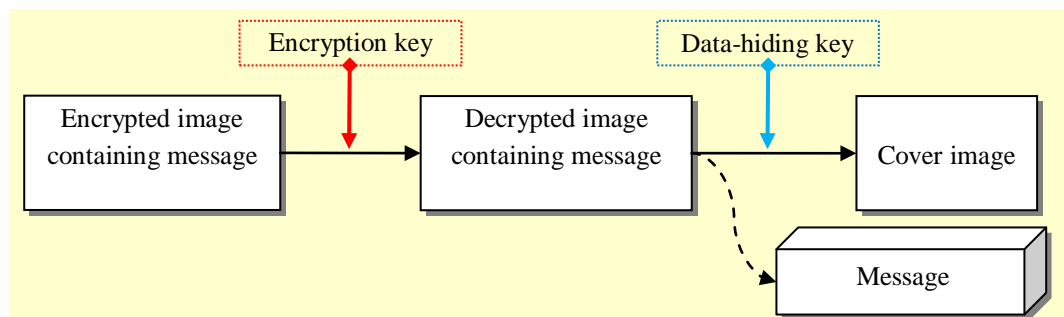 Encryption key
Data-hiding key
Encrypted image
containing message
Decrypted image
containing message
Cover image
Message